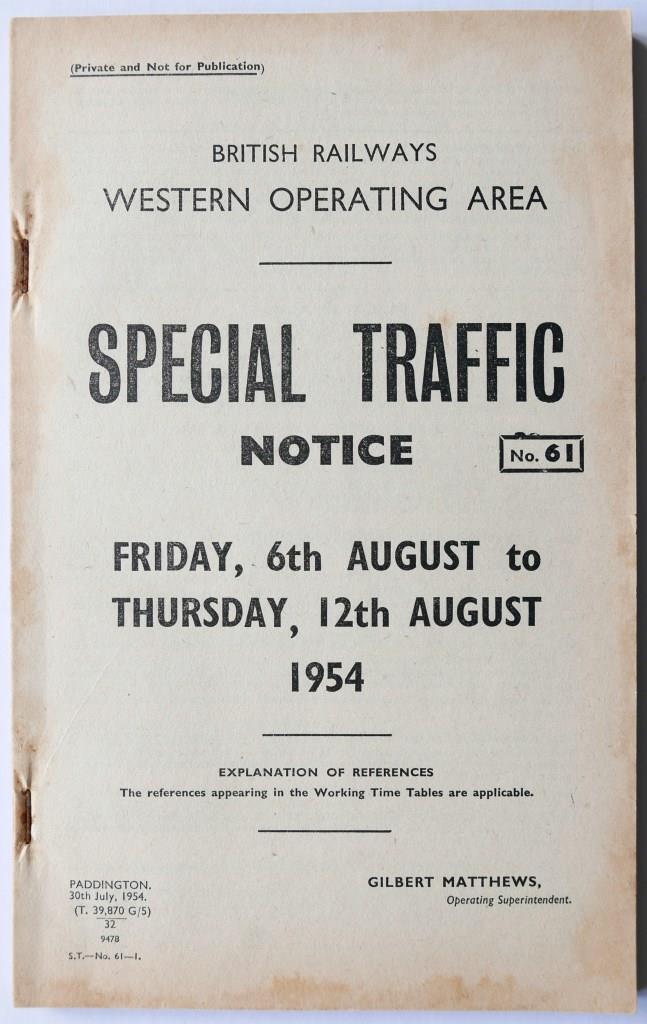 (Private and Not for Publication)
BRITISH RAILWAYS
WESTERN OPERATING AREA
SPECIAL TRAFFIC
NOTICE
No. 61
FRIDAY, 6th AUGUST to
THURSDAY, 12th AUGUST
1954
EXPLANATION OF REFERENCES
The references appearing in the Working Time Tables are applicable.
PADDINGTON.
30th July, 1954.
(T. 39,870 G/5)
32
9478
S.T.—No. 61—1.
GILBERT MATTHEWS,
Operating Superintendent.